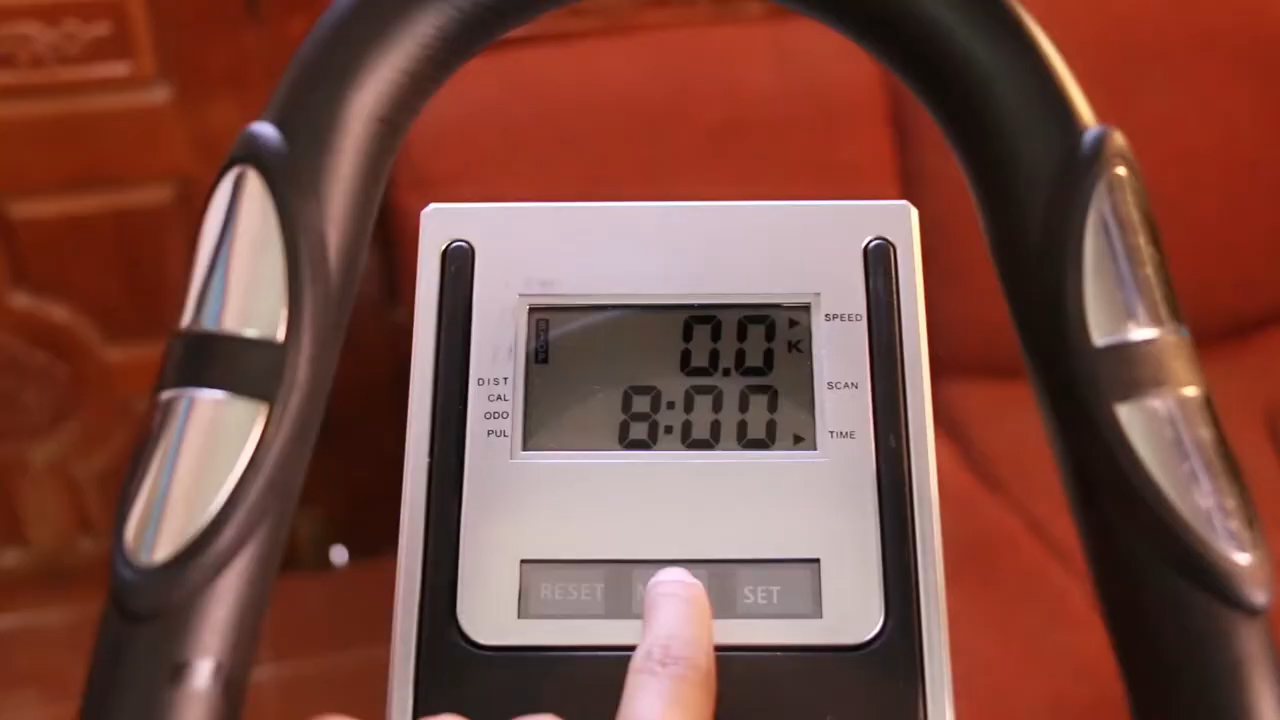 0.0 K
SPEED
DIST
SCAN
CAL
ODO
8:00
PUL
TIME
RESET
SET